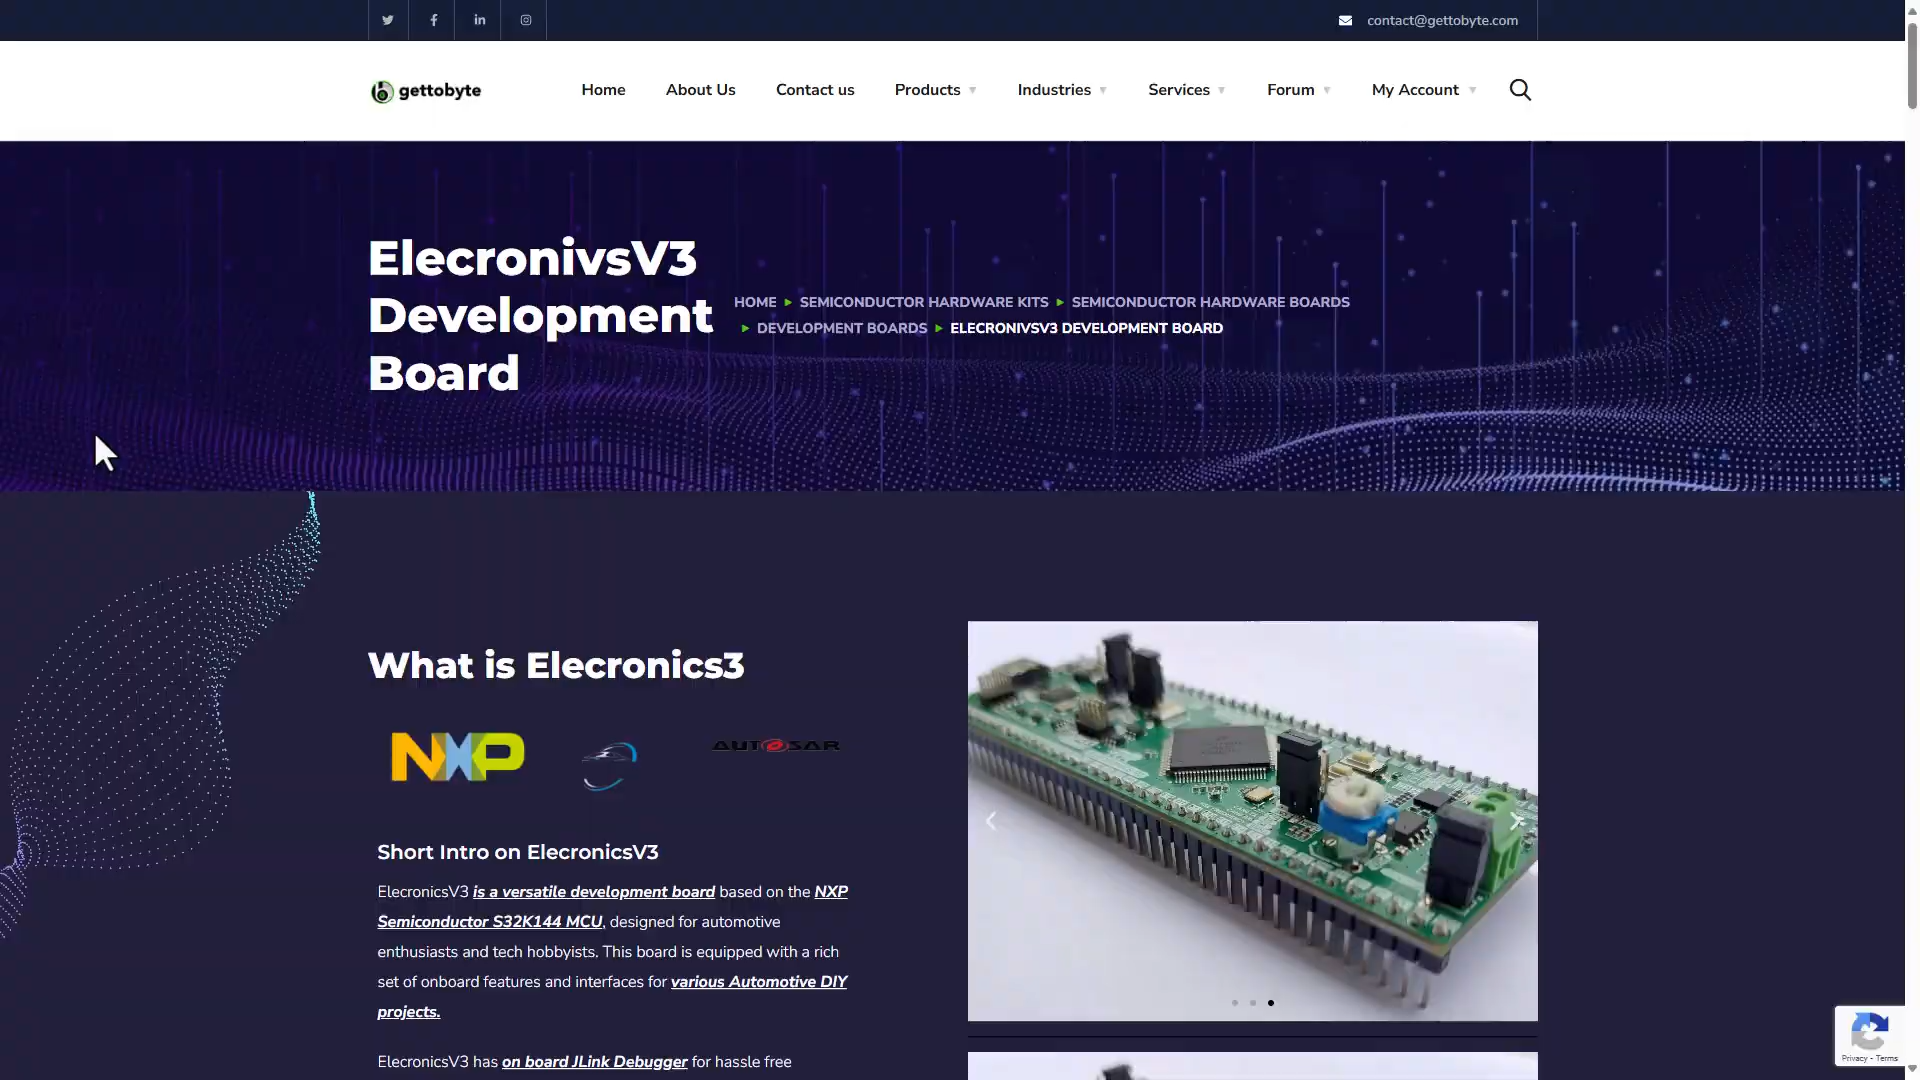 contact@gettobyte.com
gettobyte
Home About Us Contact us Products Industries Services Forum My Account
ElecronivsV3
Development
Board
HOME ► SEMICONDUCTOR HARDWARE KITS ► SEMICONDUCTOR HARDWARE BOARDS
► DEVELOPMENT BOARDS ► ELECRONIVSV3 DEVELOPMENT BOARD
What is Elecronics3
NXP
AUTOSAR
Short Intro on ElecronicsV3
ElecronicsV3 is a versatile development board based on the NXP
Semiconductor S32K144 MCU, designed for automotive
enthusiasts and tech hobbyists. This board is equipped with a rich
set of onboard features and interfaces for various Automotive DIY
projects.
ElecronicsV3 has on board JLink Debugger for hassle free
Privacy - Terms